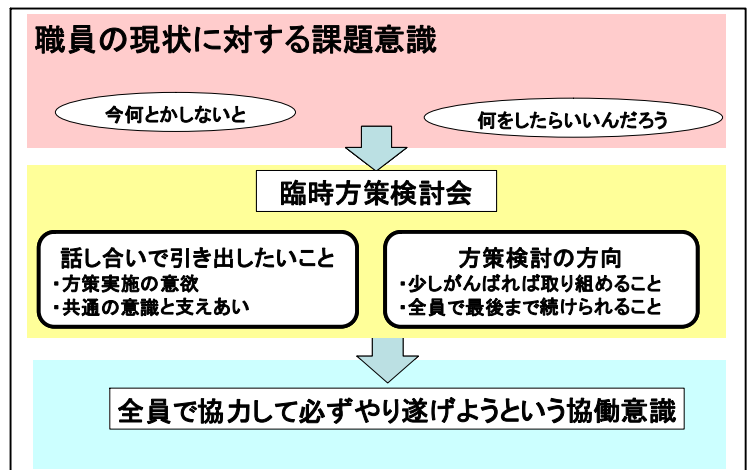 職員の現状に対する課題意識
今何とかしないと
何をしたらいいんだろう
臨時方策検討会
話し合いで引き出したいこと
・方策実施の意欲
・共通の意識と支えあい
方策検討の方向
・少しがんばれば取り組めること
・全員で最後まで続けられること
全員で協力して必ずやり遂げようという協働意識